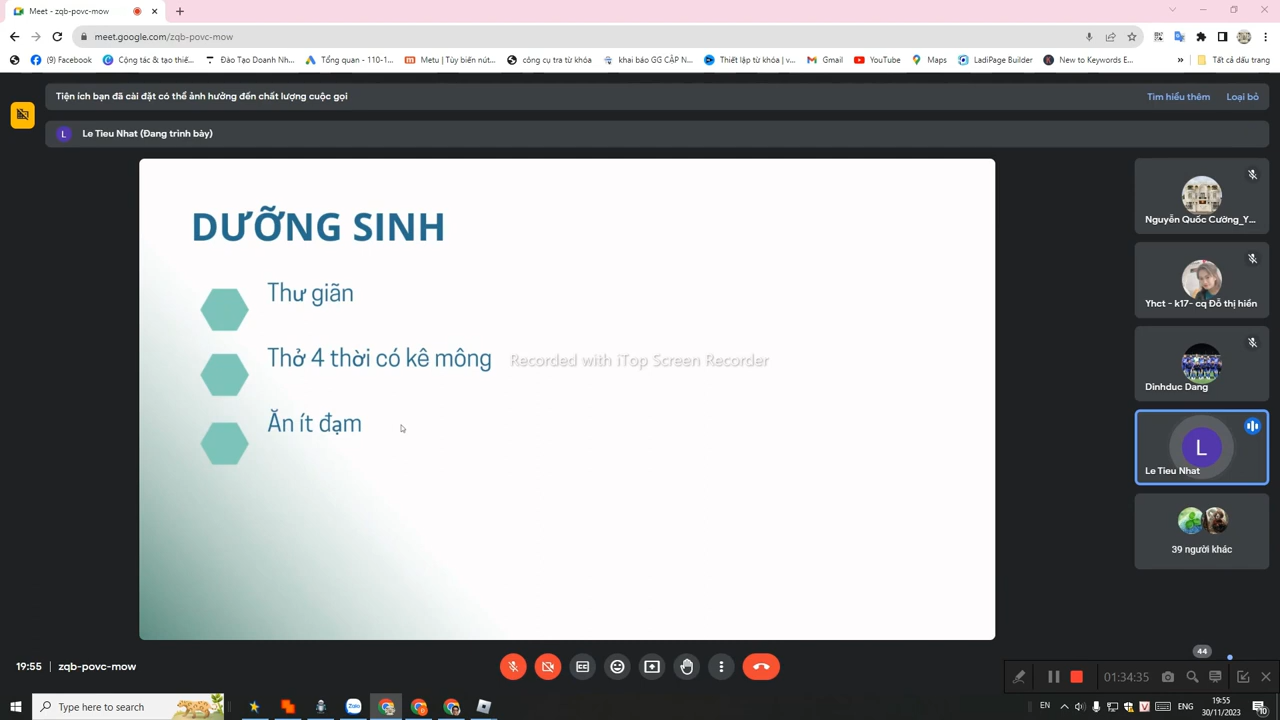 Meet - zqb-povc-mow
meet.google.com/zqb-povc-mow
(9) Facebook
Công tác & tạo thiế...
Đào Tạo Doanh Nh...
Tổng quan - 110-1...
Metu | Tùy biến nút...
công cụ tra từ khóa
khai báo GG CẬP N...
Thiết lập từ khóa | v...
Gmail
YouTube
Maps
LadiPage Builder
New to Keywords E...
»
Tất cả dấu trang
Tiện ích bạn đã cài đặt có thể ảnh hưởng đến chất lượng cuộc gọi
Tìm hiểu thêm
Loại bỏ
L
Le Tieu Nhat (Đang trình bày)
DƯỠNG SINH
Thư giãn
Thở 4 thời có kê mông
Recorded with iTop Screen Recorder
Ăn ít đạm
Nguyễn Quốc Cường_Y...
Yhct - k17- cq Đỗ thị hiền
Dinhduc Dang
L
Le Tieu Nhat
39 người khác
19:55
zqb-povc-mow
44
01:34:35
Type here to search
Zalo
EN
V
ENG
19:55
30/11/2023
10